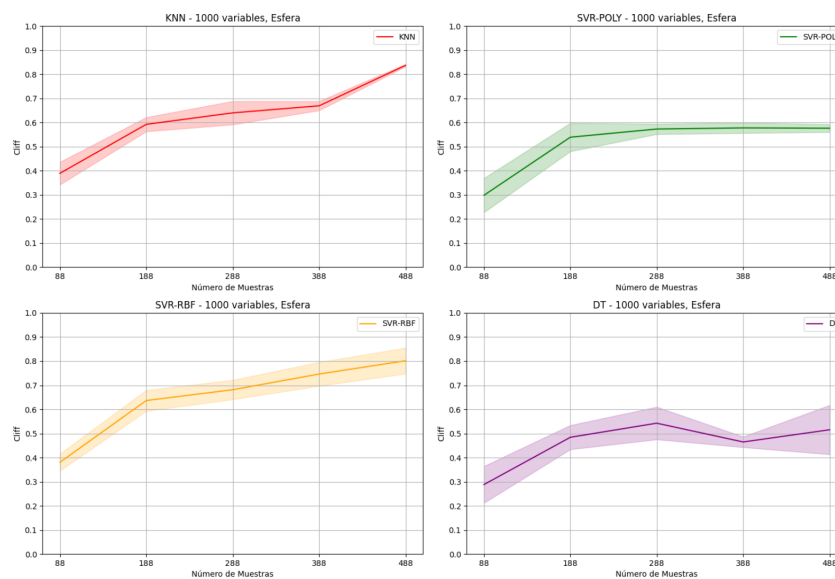 KNN - 1000 variables, Esfera
KNN
1.0
0.9
0.8
0.7
0.6
0.5
0.4
0.3
0.2
0.1
0.0
Cliff
88 188 288 388 488
Número de Muestras
SVR-POLY - 1000 variables, Esfera
SVR-POL
1.0
0.9
0.8
0.7
0.6
0.5
0.4
0.3
0.2
0.1
0.0
Cliff
88 188 288 388 488
Número de Muestras
SVR-RBF - 1000 variables, Esfera
SVR-RBF
1.0
0.9
0.8
0.7
0.6
0.5
0.4
0.3
0.2
0.1
0.0
Cliff
88 188 288 388 488
Número de Muestras
DT - 1000 variables, Esfera
D
1.0
0.9
0.8
0.7
0.6
0.5
0.4
0.3
0.2
0.1
0.0
Cliff
88 188 288 388 488
Número de Muestras